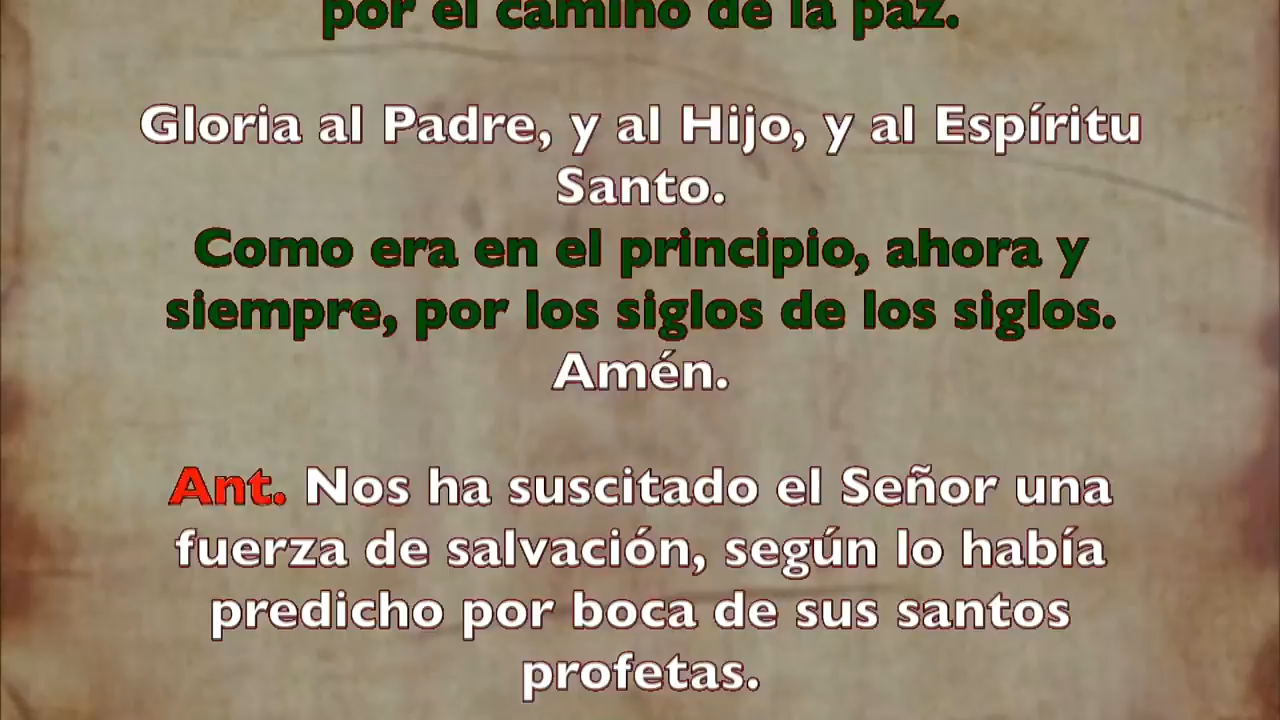 por el camino de la paz.
Gloria al Padre, y al Hijo, y al Espíritu
Santo.
Como era en el principio, ahora y
siempre, por los siglos de los siglos.
Amén.
Ant. Nos ha suscitado el Señor una
fuerza de salvación, según lo había
predicho por boca de sus santos
profetas.